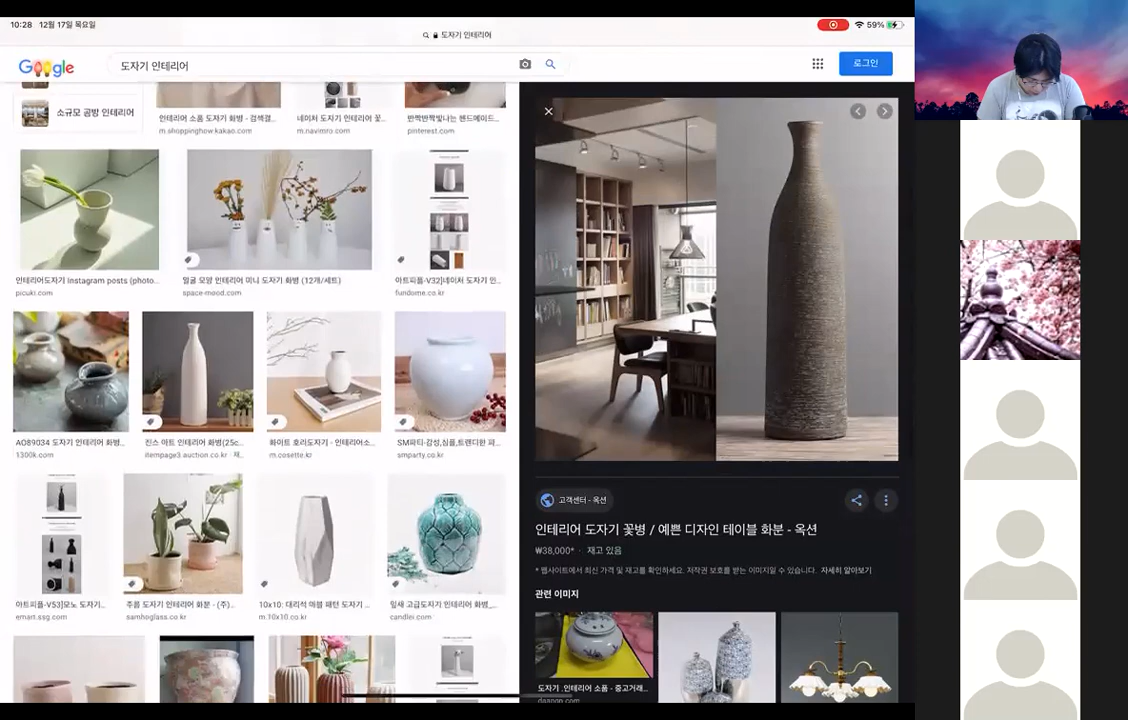 10:28 12월 17일 목요일
59%
도자기 인테리어
Google
도자기 인테리어
로그인
소규모 공방 인테리어
인테리어 소품 도자기 화병 - 검색결...
m.shoppinghow.kakao.com
네이처 도자기 인테리어 꽃...
m.navimro.com
반짝반짝빛나는 핸드메이드...
pinterest.com
인테리어도자기 Instagram posts (photo...
picuki.com
얼굴 모양 인테리어 미니 도자기 화병 (12개/세트)
space-mood.com
아트피플-V32]네이처 도자기 인...
fundome.co.kr
AO89034 도자기 인테리어 화병...
1300k.com
진스 아트 인테리어 화병(25c...
itempage3.auction.co.kr · 재...
화이트 호리도자기 - 인테리어소...
m.cosette.kr
SM파티-감성,심플,트렌디한 파...
smparty.co.kr
아트피플-V53]모노 도자기...
emart.ssg.com
주름 도자기 인테리어 화분 - (주)...
samhoglass.co.kr
10x10: 대리석 마블 패턴 도자기 ...
m.10x10.co.kr
잎새 고급도자기 인테리어 화병_...
candlei.com
고객센터 - 옥션
인테리어 도자기 꽃병 / 예쁜 디자인 테이블 화분 - 옥션
₩38,000* · 재고 있음
* 웹사이트에서 최신 가격 및 재고를 확인하세요. 저작권 보호를 받는 이미지일 수 있습니다. 자세히 알아보기
관련 이미지
도자기 .인테리어 소품 - 중고거래...
daangn.com